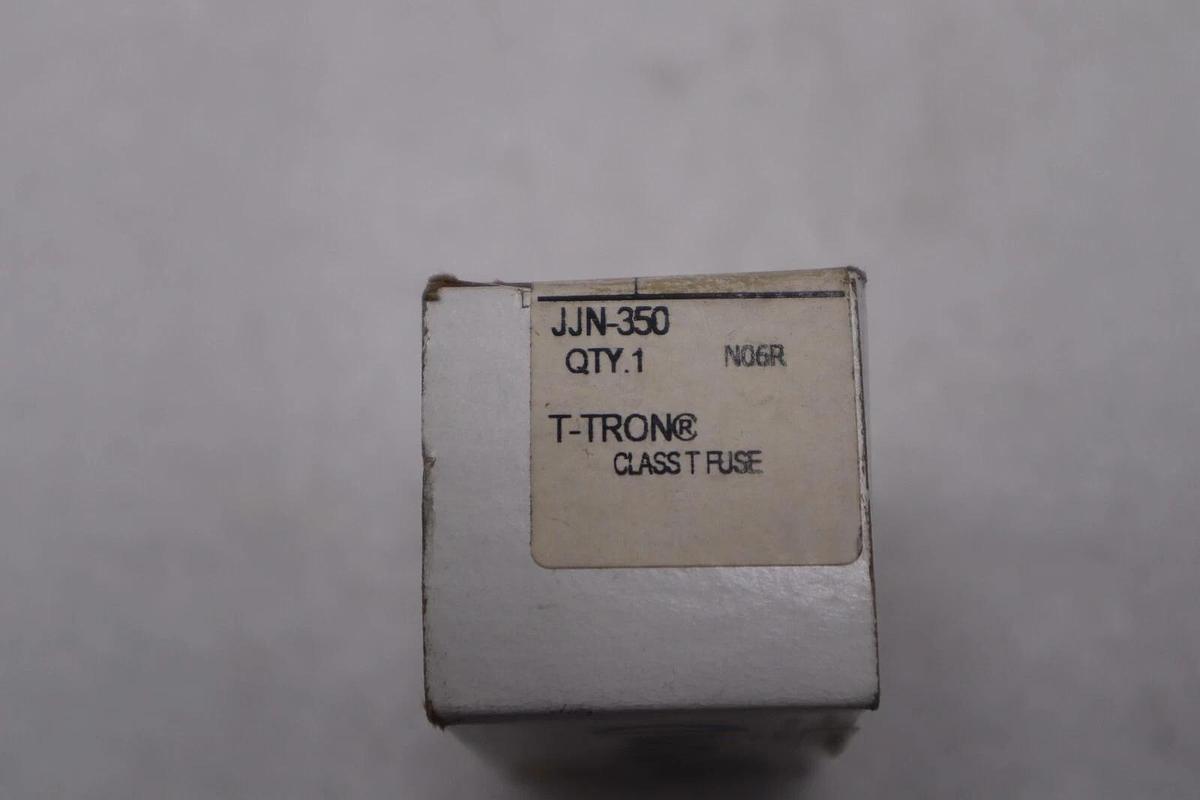 JJN-350
QTY.1 N06R
T-TRON®
CLASS T FUSE